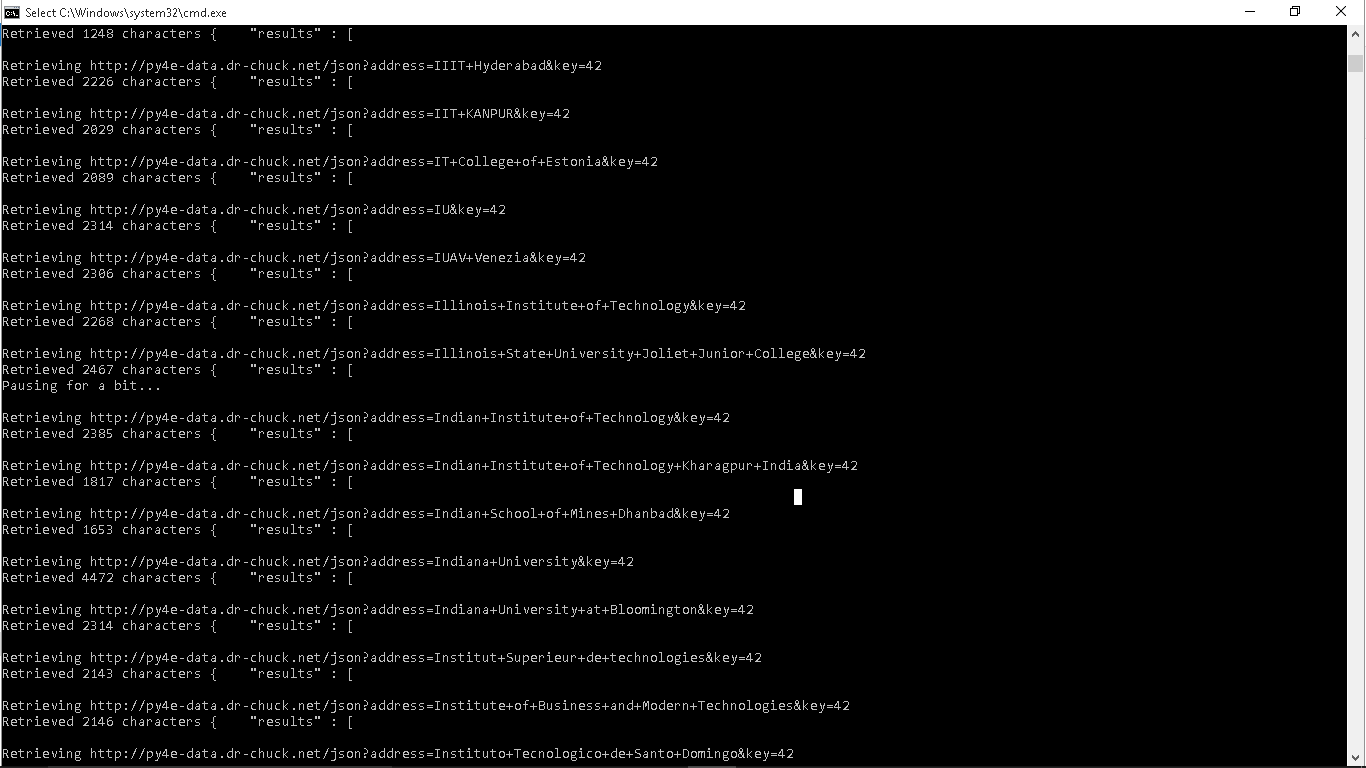 Select C:\Windows\system32\cmd.exe
Retrieved 1248 characters {    "results" : [
Retrieving http://py4e-data.dr-chuck.net/json?address=IIIT+Hyderabad&key=42
Retrieved 2226 characters {    "results" : [
Retrieving http://py4e-data.dr-chuck.net/json?address=IIT+KANPUR&key=42
Retrieved 2029 characters {    "results" : [
Retrieving http://py4e-data.dr-chuck.net/json?address=IT+College+of+Estonia&key=42
Retrieved 2089 characters {    "results" : [
Retrieving http://py4e-data.dr-chuck.net/json?address=IU&key=42
Retrieved 2314 characters {    "results" : [
Retrieving http://py4e-data.dr-chuck.net/json?address=IUAV+Venezia&key=42
Retrieved 2306 characters {    "results" : [
Retrieving http://py4e-data.dr-chuck.net/json?address=Illinois+Institute+of+Technology&key=42
Retrieved 2268 characters {    "results" : [
Retrieving http://py4e-data.dr-chuck.net/json?address=Illinois+State+University+Joliet+Junior+College&key=42
Retrieved 2467 characters {    "results" : [
Pausing for a bit...
Retrieving http://py4e-data.dr-chuck.net/json?address=Indian+Institute+of+Technology&key=42
Retrieved 2385 characters {    "results" : [
Retrieving http://py4e-data.dr-chuck.net/json?address=Indian+Institute+of+Technology+Kharagpur+India&key=42
Retrieved 1817 characters {    "results" : [
Retrieving http://py4e-data.dr-chuck.net/json?address=Indian+School+of+Mines+Dhanbad&key=42
Retrieved 1653 characters {    "results" : [
Retrieving http://py4e-data.dr-chuck.net/json?address=Indiana+University&key=42
Retrieved 4472 characters {    "results" : [
Retrieving http://py4e-data.dr-chuck.net/json?address=Indiana+University+at+Bloomington&key=42
Retrieved 2314 characters {    "results" : [
Retrieving http://py4e-data.dr-chuck.net/json?address=Institut+Superieur+de+technologies&key=42
Retrieved 2143 characters {    "results" : [
Retrieving http://py4e-data.dr-chuck.net/json?address=Institute+of+Business+and+Modern+Technologies&key=42
Retrieved 2146 characters {    "results" : [
Retrieving http://py4e-data.dr-chuck.net/json?address=Instituto+Tecnologico+de+Santo+Domingo&key=42